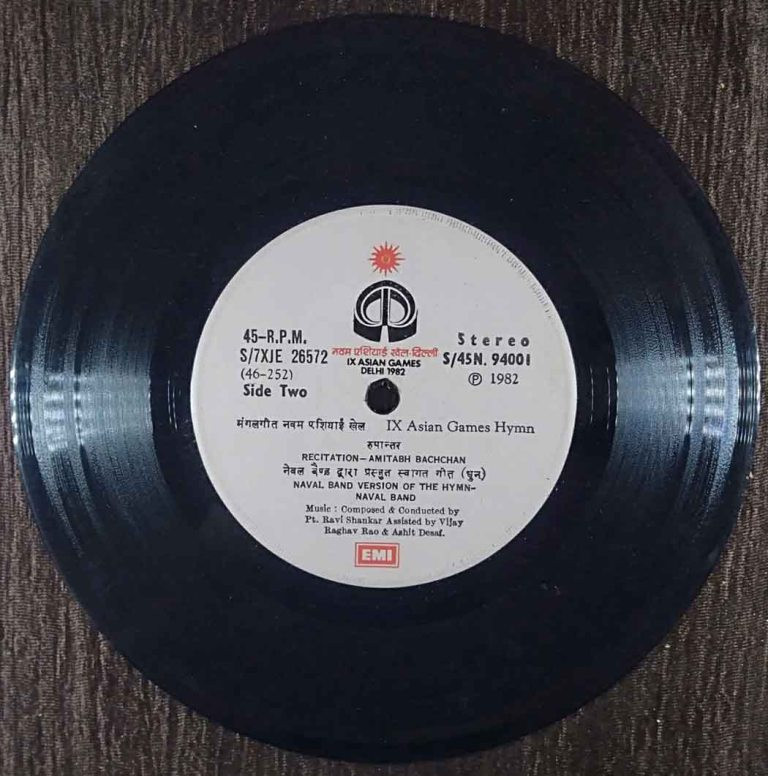 नवम एशियाई खेल-दिल्ली
IX ASIAN GAMES
DELHI 1982
45-R.P.M.
S/7XJE 26572
(46-252)
Side Two
Stereo
S/45N. 94001
Ⓟ 1982
मंगलगीत नवम एशियाई खेल IX Asian Games Hymn
रुपान्तर
RECITATION-AMITABH BACHCHAN
नेवल बैण्ड द्वारा प्रस्तुत स्वागत गीत (धुन)
NAVAL BAND VERSION OF THE HYMN-
NAVAL BAND
Music : Composed & Conducted by
Pt. Ravi Shankar Assisted by Vijay
Raghav Rao & Ashit Desai.
EMI